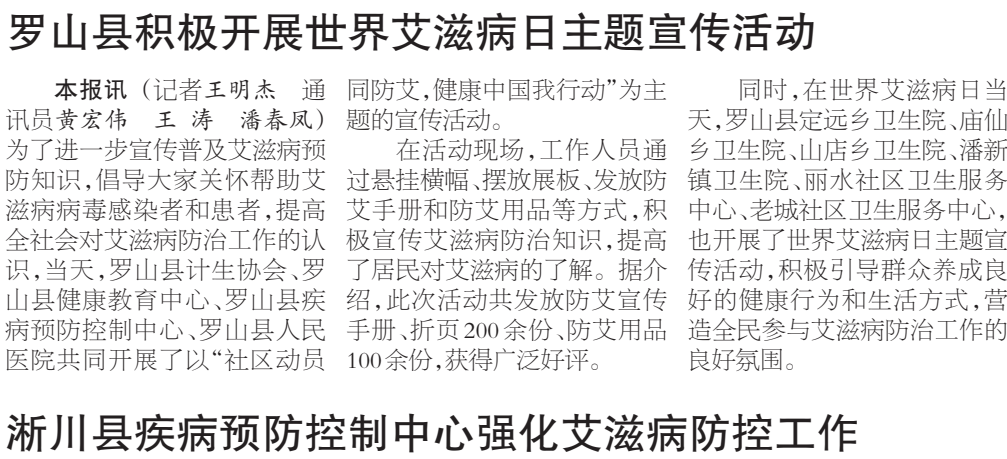 罗山县积极开展世界艾滋病日主题宣传活动
本报讯（记者王明杰 通
讯员黄宏伟 王 涛 潘春凤）
为了进一步宣传普及艾滋病预
防知识，倡导大家关怀帮助艾
滋病病毒感染者和患者，提高
全社会对艾滋病防治工作的认
识，当天，罗山县计生协会、罗
山县健康教育中心、罗山县疾
病预防控制中心、罗山县人民
医院共同开展了以“社区动员
同防艾，健康中国我行动”为主
题的宣传活动。
在活动现场，工作人员通
过悬挂横幅、摆放展板、发放防
艾手册和防艾用品等方式，积
极宣传艾滋病防治知识，提高
了居民对艾滋病的了解。据介
绍，此次活动共发放防艾宣传
手册、折页200余份、防艾用品
100余份，获得广泛好评。
同时，在世界艾滋病日当
天，罗山县定远乡卫生院、庙仙
乡卫生院、山店乡卫生院、潘新
镇卫生院、丽水社区卫生服务
中心、老城社区卫生服务中心，
也开展了世界艾滋病日主题宣
传活动，积极引导群众养成良
好的健康行为和生活方式，营
造全民参与艾滋病防治工作的
良好氛围。
淅川县疾病预防控制中心强化艾滋病防控工作